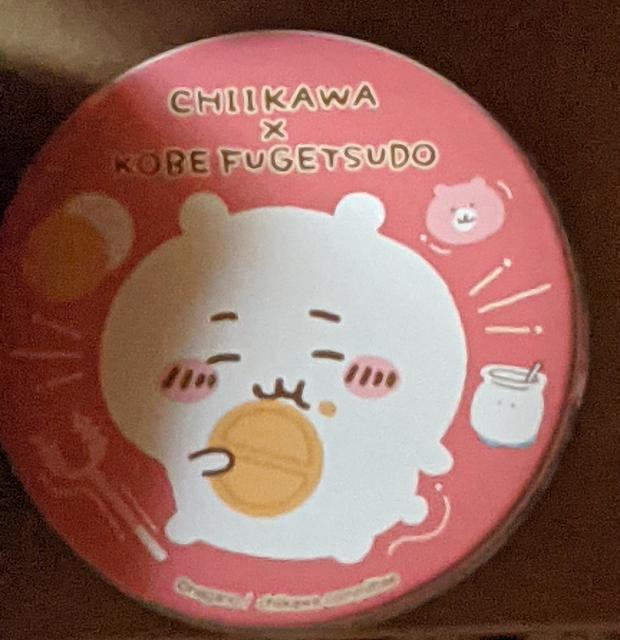 CHIIKAWA
×
KOBE FUGETSUDO